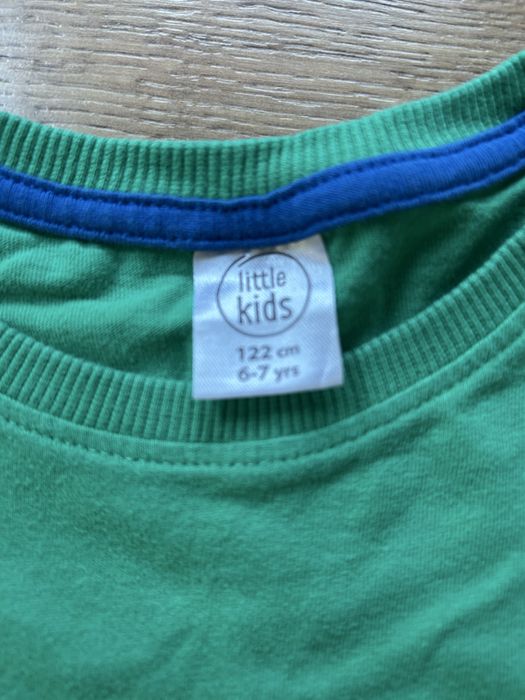 little
kids
122 cm
6-7 yrs